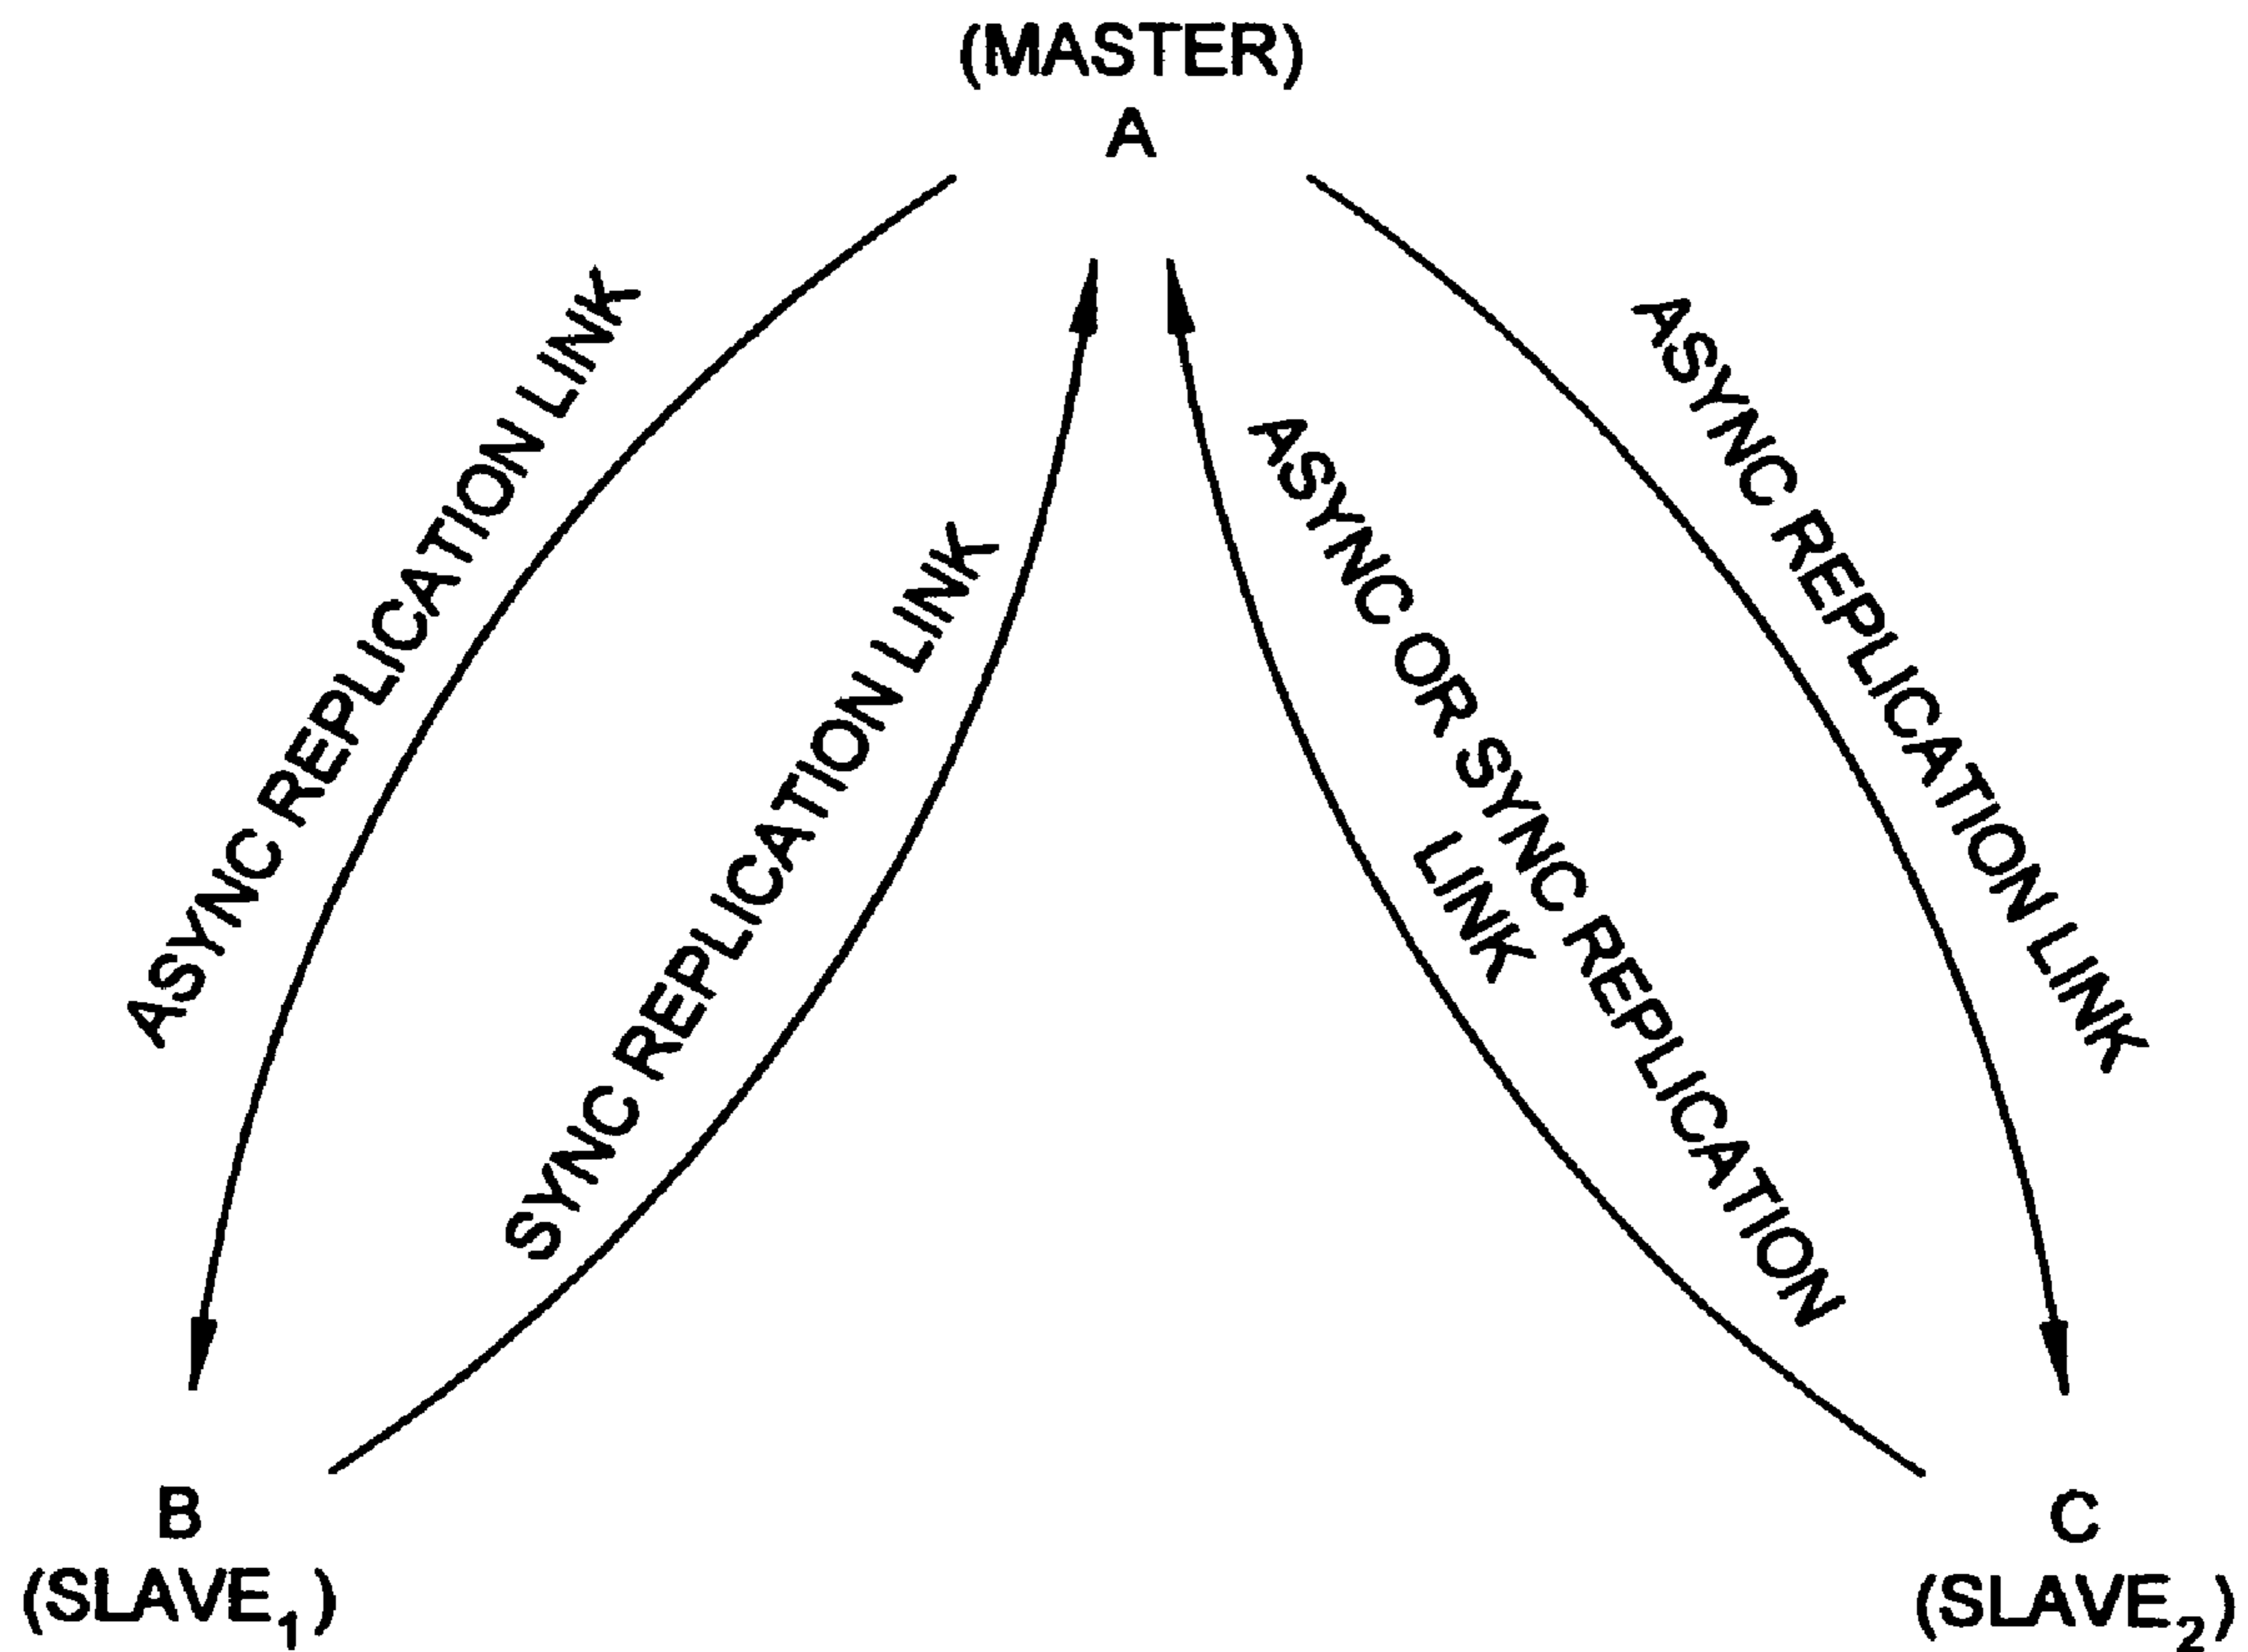 (MASTER)
A
ASYNC REPLICATION LINK
SYNC REPLICATION LINK
ASYNC OR SYNC REPLICATION
LINK
ASYNC REPLICATION LINK
B
(SLAVE₁)
C
(SLAVE₂)